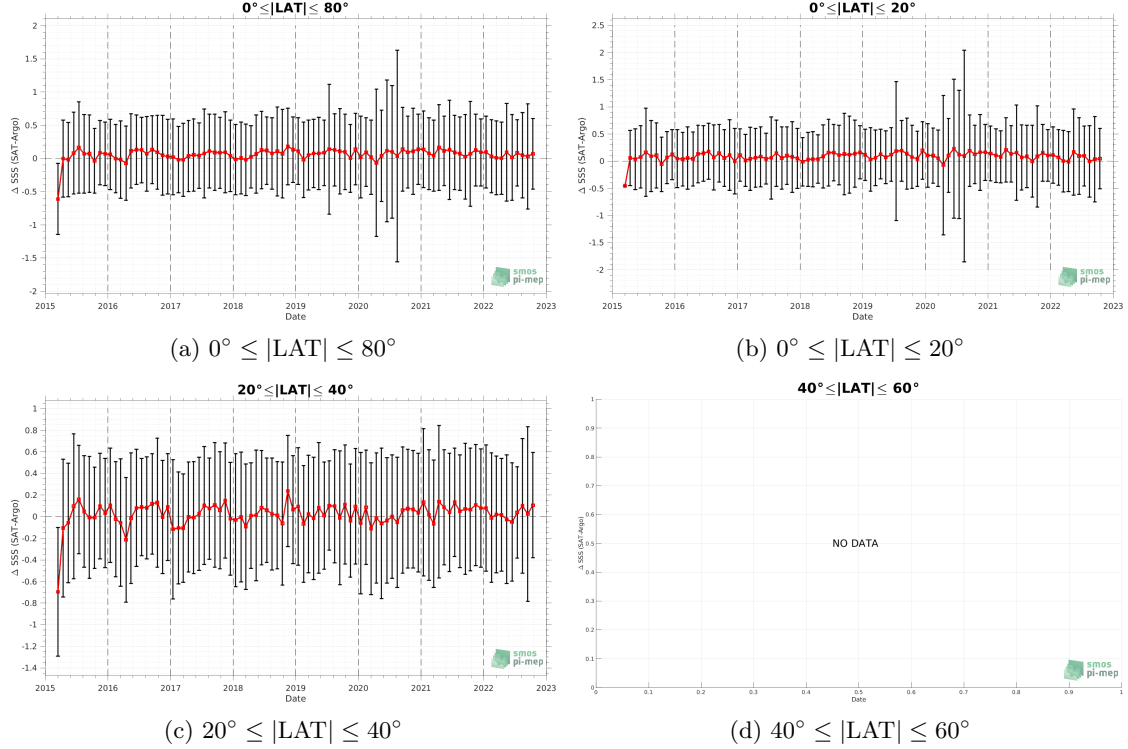 0°≤|LAT|≤ 80°
2
1.5
1
0.5
0
-0.5
-1
-1.5
-2
Δ SSS (SAT-Argo)
2015 2016 2017 2018 2019 2020 2021 2022 2023
Date
smos
pi-mep
(a) 0° ≤ |LAT| ≤ 80°
0°≤|LAT|≤ 20°
2.5
2
1.5
1
0.5
0
-0.5
-1
-1.5
-2
Δ SSS (SAT-Argo)
2015 2016 2017 2018 2019 2020 2021 2022
Date
smos
pi-mep
(b) 0° ≤ |LAT| ≤ 20°
20°≤|LAT|≤ 40°
1
0.8
0.6
0.4
0.2
0
-0.2
-0.4
-0.6
-0.8
-1
-1.2
-1.4
Δ SSS (SAT-Argo)
2015 2016 2017 2018 2019 2020 2021 2022 2023
Date
smos
pi-mep
(c) 20° ≤ |LAT| ≤ 40°
40°≤|LAT|≤ 60°
1
0.9
0.8
0.7
0.6
0.5
0.4
0.3
0.2
0.1
0
Δ SSS (SAT-Argo)
NO DATA
0 0.1 0.2 0.3 0.4 0.5 0.6 0.7 0.8 0.9 1
Date
smos
pi-mep
(d) 40° ≤ |LAT| ≤ 60°